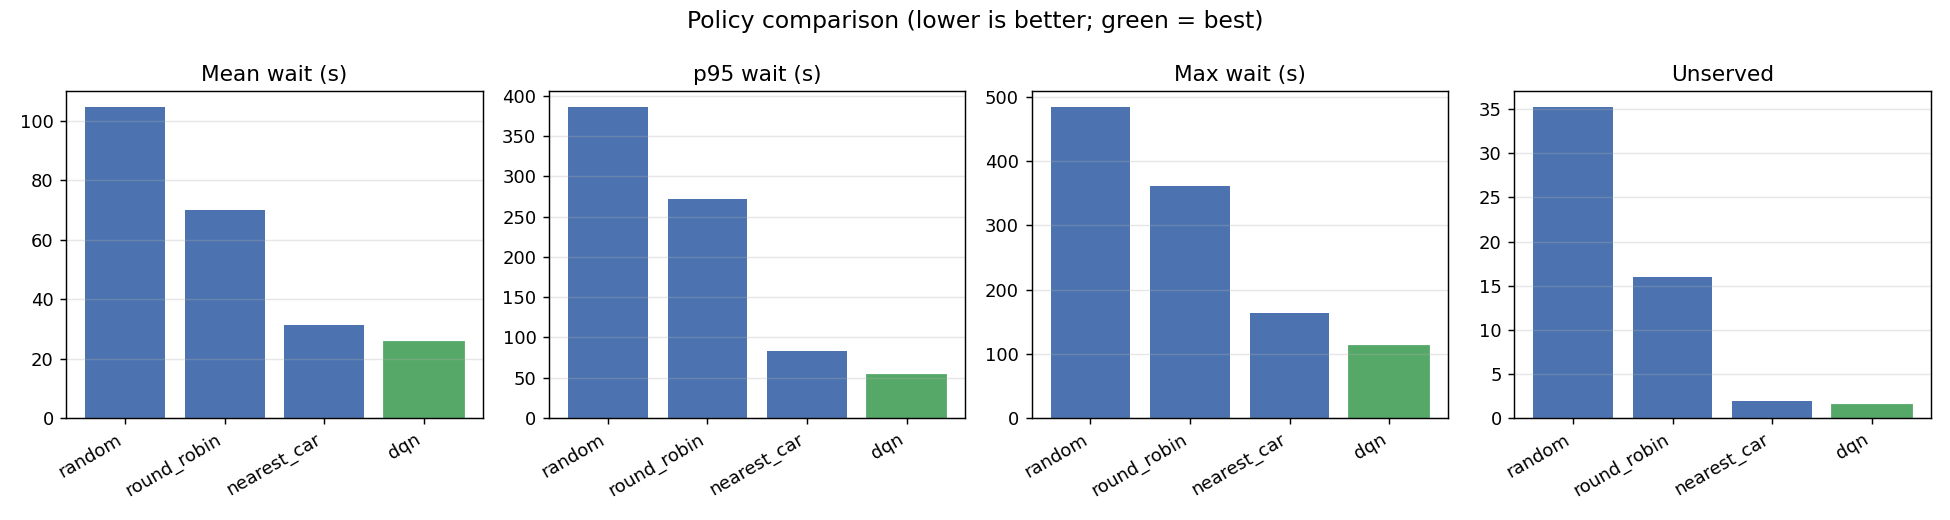 Policy comparison (lower is better; green = best)
Mean wait (s)
100
80
60
40
20
0
random
round_robin
nearest_car
dqn
p95 wait (s)
400
350
300
250
200
150
100
50
0
random
round_robin
nearest_car
dqn
Max wait (s)
500
400
300
200
100
0
random
round_robin
nearest_car
dqn
Unserved
35
30
25
20
15
10
5
0
random
round_robin
nearest_car
dqn